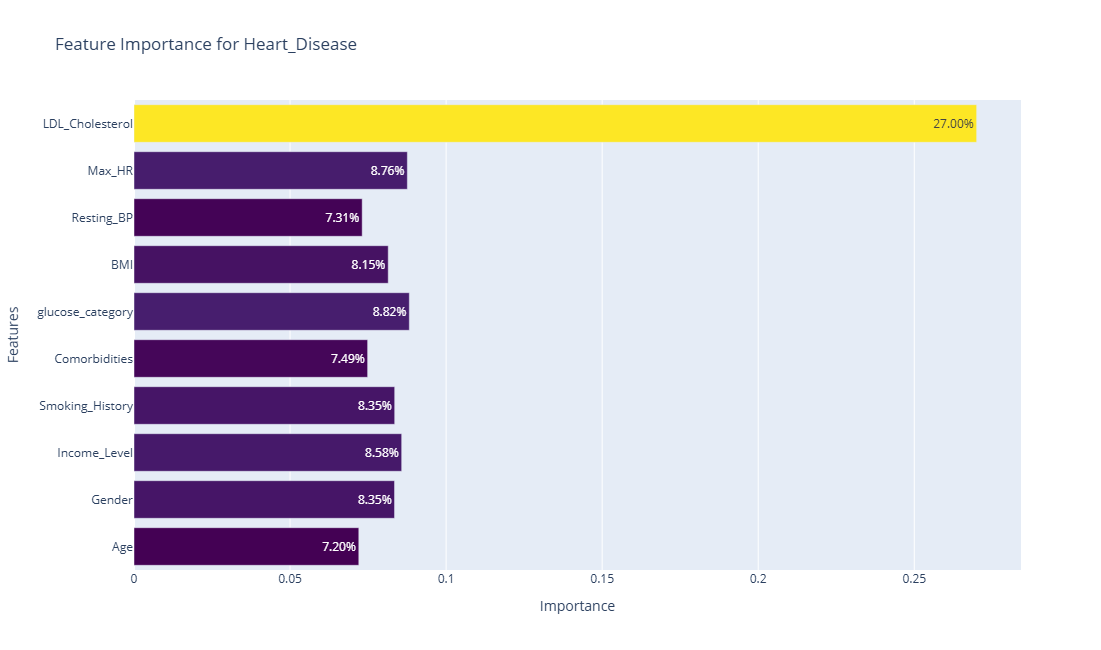 Feature Importance for Heart_Disease
LDL_Cholesterol 27.00%
Max_HR 8.76%
Resting_BP 7.31%
BMI 8.15%
glucose_category 8.82%
Comorbidities 7.49%
Smoking_History 8.35%
Income_Level 8.58%
Gender 8.35%
Age 7.20%
Features
0 0.05 0.1 0.15 0.2 0.25
Importance